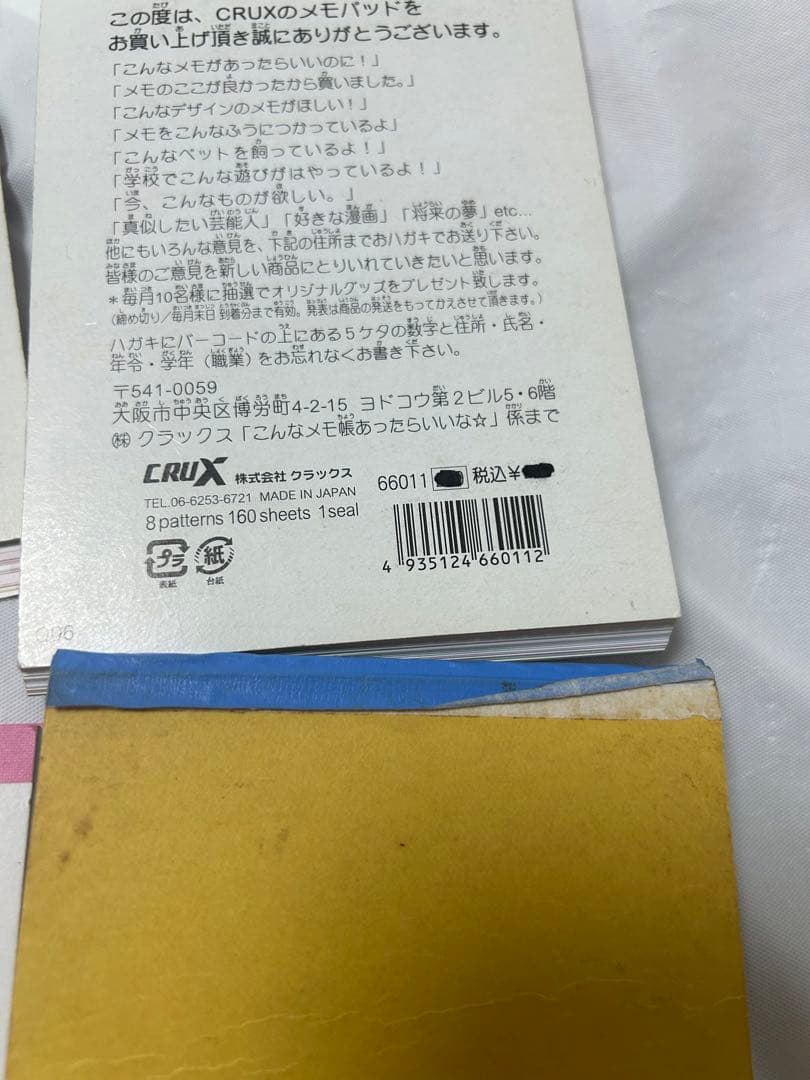 この度は、CRUXのメモパッドを
お買い上げ頂き誠にありがとうございます。
「こんなメモがあったらいいのに！」
「メモのここが良かったから買いました。」
「こんなデザインのメモがほしい！」
「メモをこんなふうにつかっているよ」
「こんなペットを飼っているよ！」
「学校でこんな遊びがはやっているよ！」
「今、こんなものが欲しい。」
「真似したい芸能人」「好きな漫画」「将来の夢」etc...
他にもいろんな意見を、下記の住所までおハガキでお送り下さい。
皆様のご意見を新しい商品にとりいれていきたいと思います。
＊毎月10名様に抽選でオリジナルグッズをプレゼント致します。
（締め切り／毎月末日 到着分まで有効。発表は商品の発送をもってかえさせて頂きます。）
ハガキにバーコードの上にある5ケタの数字と住所・氏名・
年令・学年（職業）をお忘れなくお書き下さい。
〒541-0059
大阪市中央区博労町4-2-15 ヨドコウ第2ビル5・6階
㈱ クラックス「こんなメモ帳あったらいいな☆」係まで
CRUX 株式会社 クラックス
TEL.06-6253-6721 MADE IN JAPAN
8 patterns 160 sheets 1 seal
66011 税込¥
4 935124 660112
プラ 紙
表紙 台紙